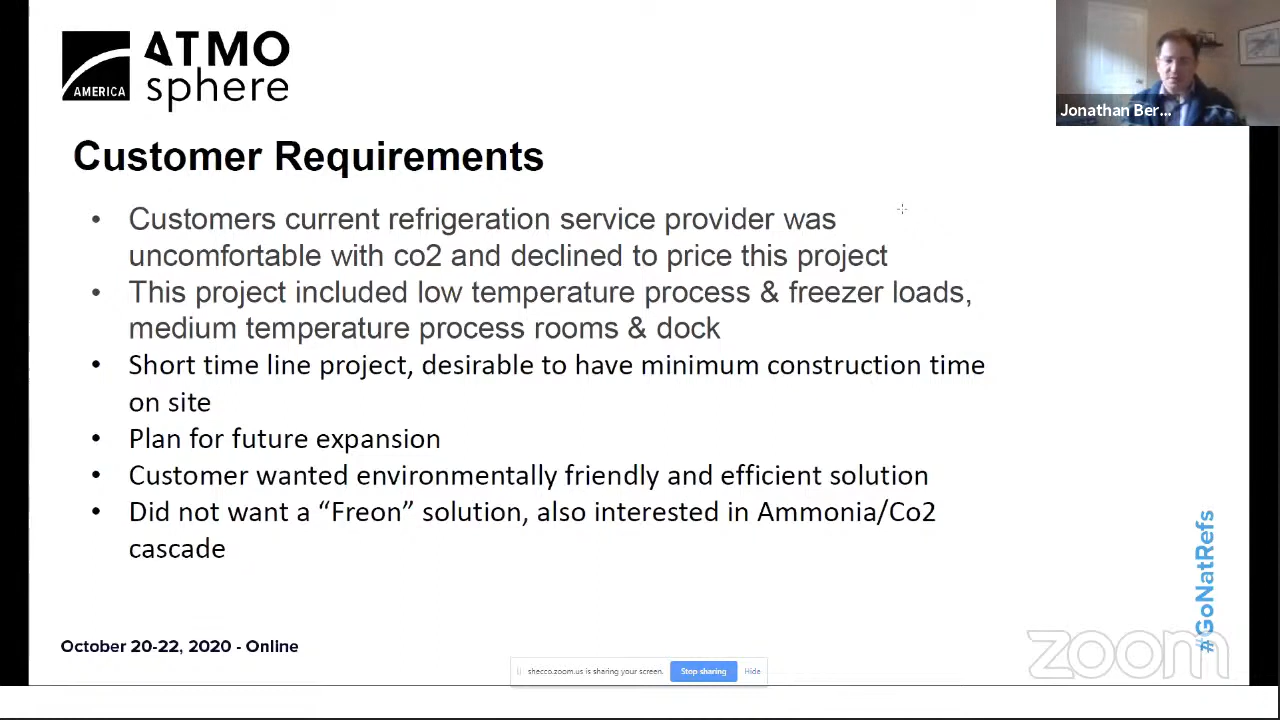 ATMO
sphere
AMERICA
Jonathan Ber...
Customer Requirements
• Customers current refrigeration service provider was
uncomfortable with co2 and declined to price this project
• This project included low temperature process & freezer loads,
medium temperature process rooms & dock
• Short time line project, desirable to have minimum construction time
on site
• Plan for future expansion
• Customer wanted environmentally friendly and efficient solution
• Did not want a “Freon” solution, also interested in Ammonia/Co2
cascade
#GoNatRefs
October 20-22, 2020 - Online
zoom
shecco.zoom.us is sharing your screen.
Stop sharing
Hide